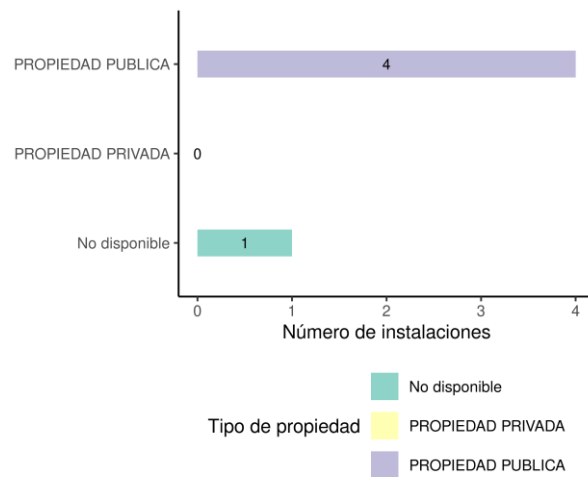 PROPIEDAD PUBLICA
4
PROPIEDAD PRIVADA
0
No disponible
1
0 1 2 3 4
Número de instalaciones
Tipo de propiedad
No disponible
PROPIEDAD PRIVADA
PROPIEDAD PUBLICA